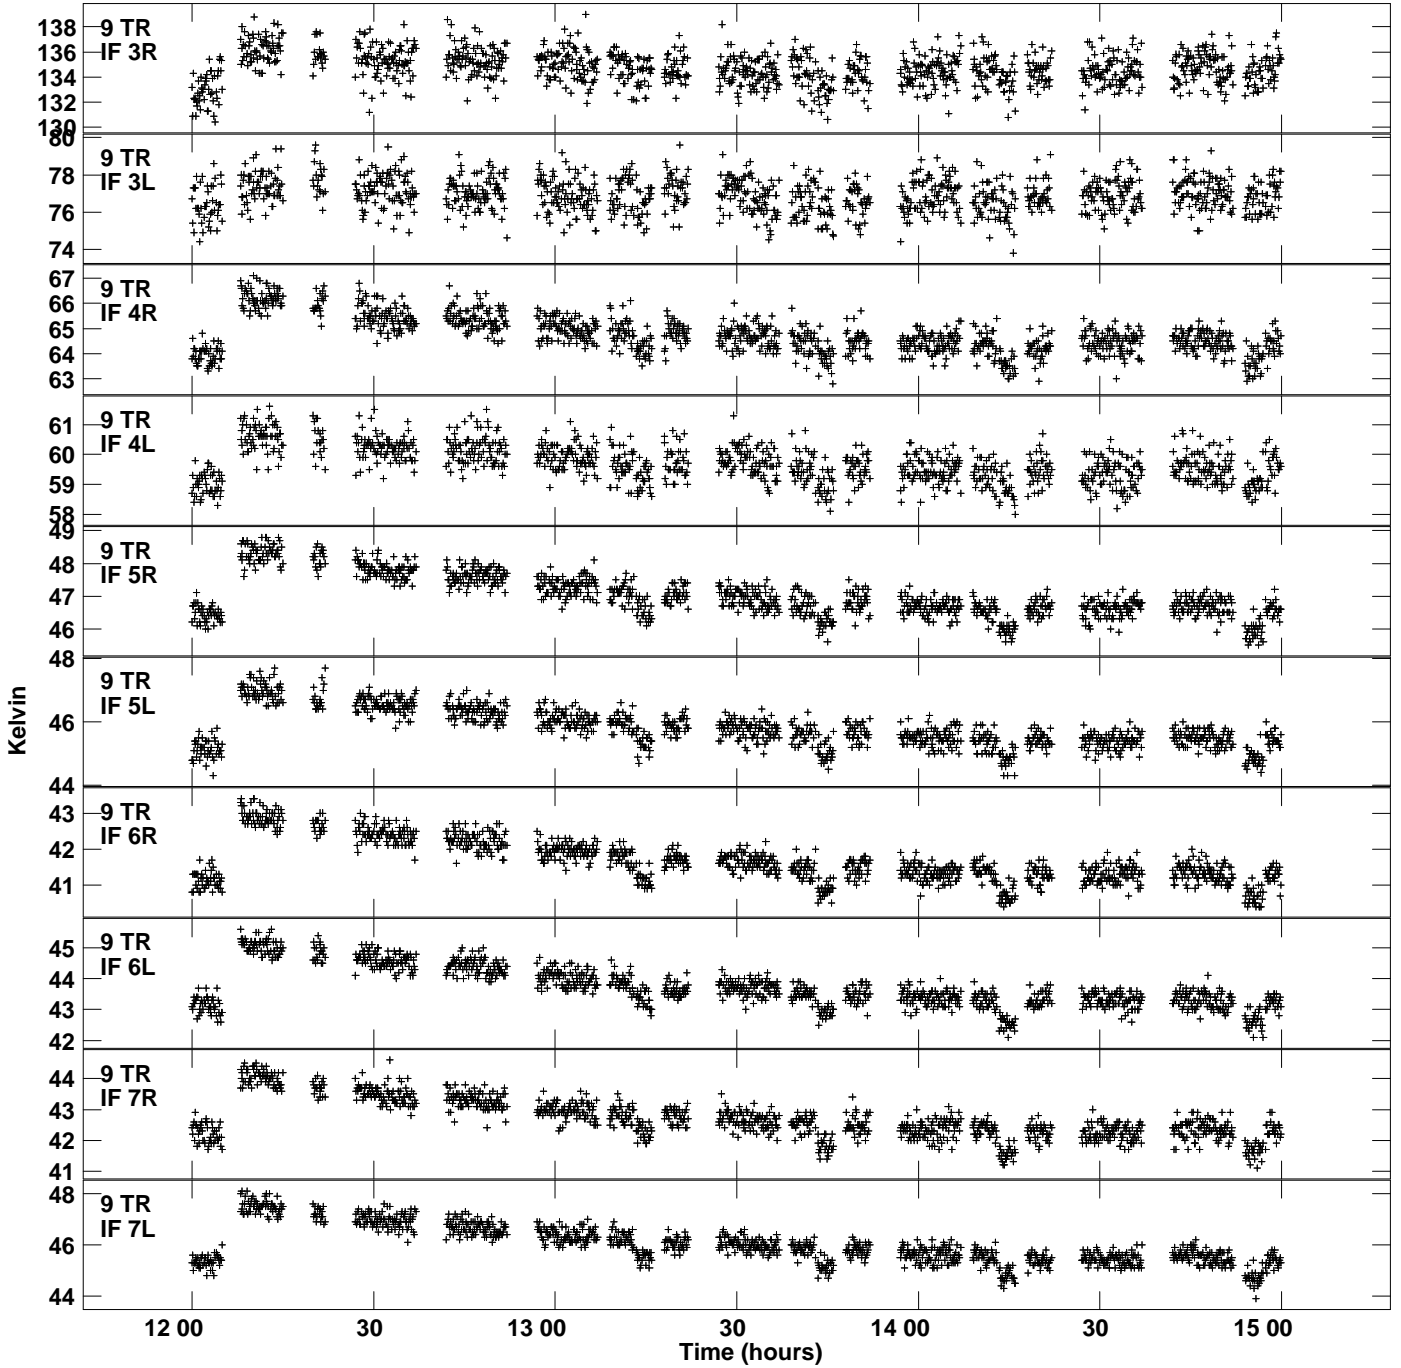 138
136
134
132
130
9 TR
IF 3R
80
78
76
74
9 TR
IF 3L
67
66
65
64
63
9 TR
IF 4R
61
60
59
58
9 TR
IF 4L
49
48
47
46
9 TR
IF 5R
48
46
44
9 TR
IF 5L
43
42
41
9 TR
IF 6R
45
44
43
42
9 TR
IF 6L
44
43
42
41
9 TR
IF 7R
48
46
44
9 TR
IF 7L
Kelvin
12 00 30 13 00 30 14 00 30 15 00
Time (hours)